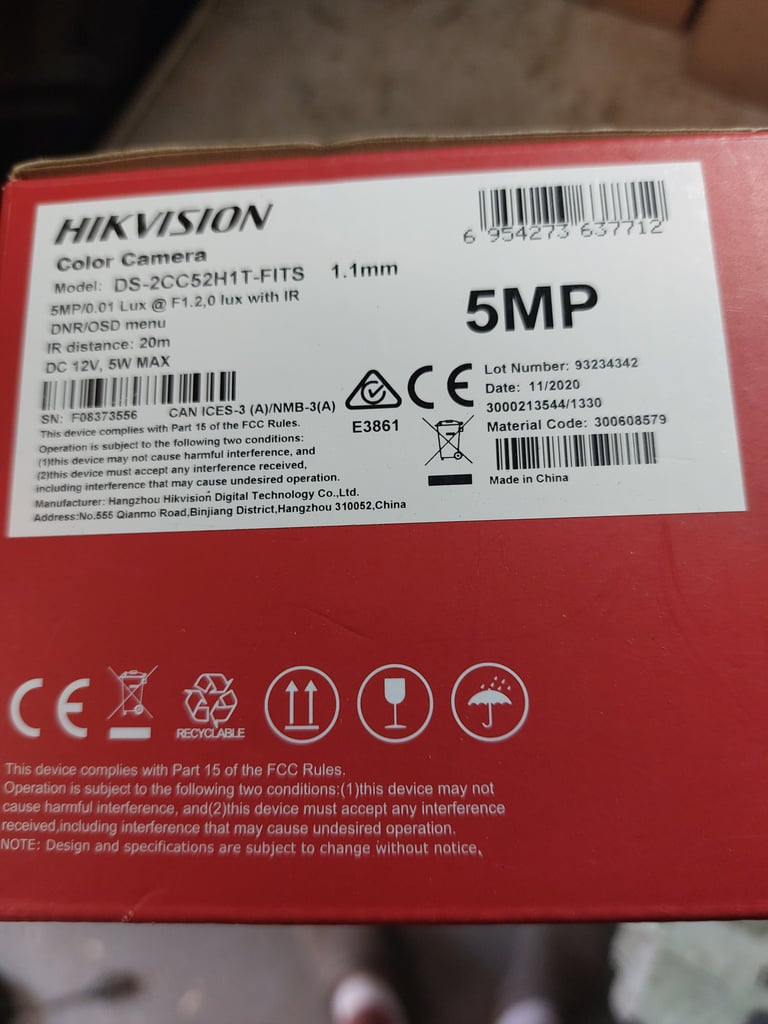 HIKVISION
Color Camera
Model: DS-2CC52H1T-FITS 1.1mm
5MP/0.01 Lux @ F1.2,0 lux with IR
DNR/OSD menu
IR distance: 20m
DC 12V, 5W MAX
SN: F08373556 CAN ICES-3 (A)/NMB-3(A)
This device complies with Part 15 of the FCC Rules.
Operation is subject to the following two conditions:
(1)this device may not cause harmful interference, and
(2)this device must accept any interference received,
including interference that may cause undesired operation.
Manufacturer: Hangzhou Hikvision Digital Technology Co.,Ltd.
Address:No.555 Qianmo Road,Binjiang District,Hangzhou 310052,China
6 954273 637712
5MP
CE
E3861
Lot Number: 93234342
Date: 11/2020
3000213544/1330
Material Code: 300608579
Made in China
CE
RECYCLABLE
This device complies with Part 15 of the FCC Rules.
Operation is subject to the following two conditions:(1)this device may not
cause harmful interference, and(2)this device must accept any interference
received,including interference that may cause undesired operation.
NOTE: Design and specifications are subject to change without notice.